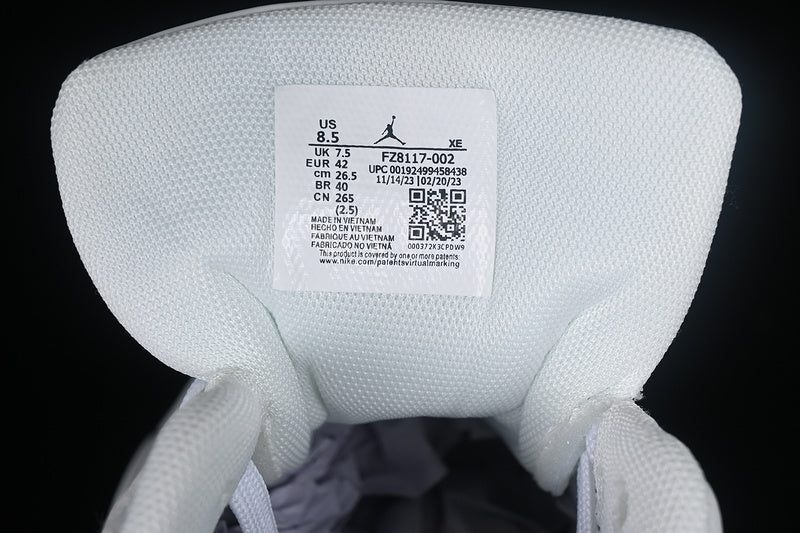 US
8.5
XE
UK 7.5
EUR 42
cm 26.5
BR 40
CN 265
(2.5)
FZ8117-002
UPC 00192499458438
11/14/23 | 02/20/23
000372K3CPDW9
MADE IN VIETNAM
HECHO EN VIETNAM
FABRIQUE AU VIETNAM
FABRICADO NO VIETNÃ
This product is covered by one or more patents:
www.nike.com/patentsvirtualmarking